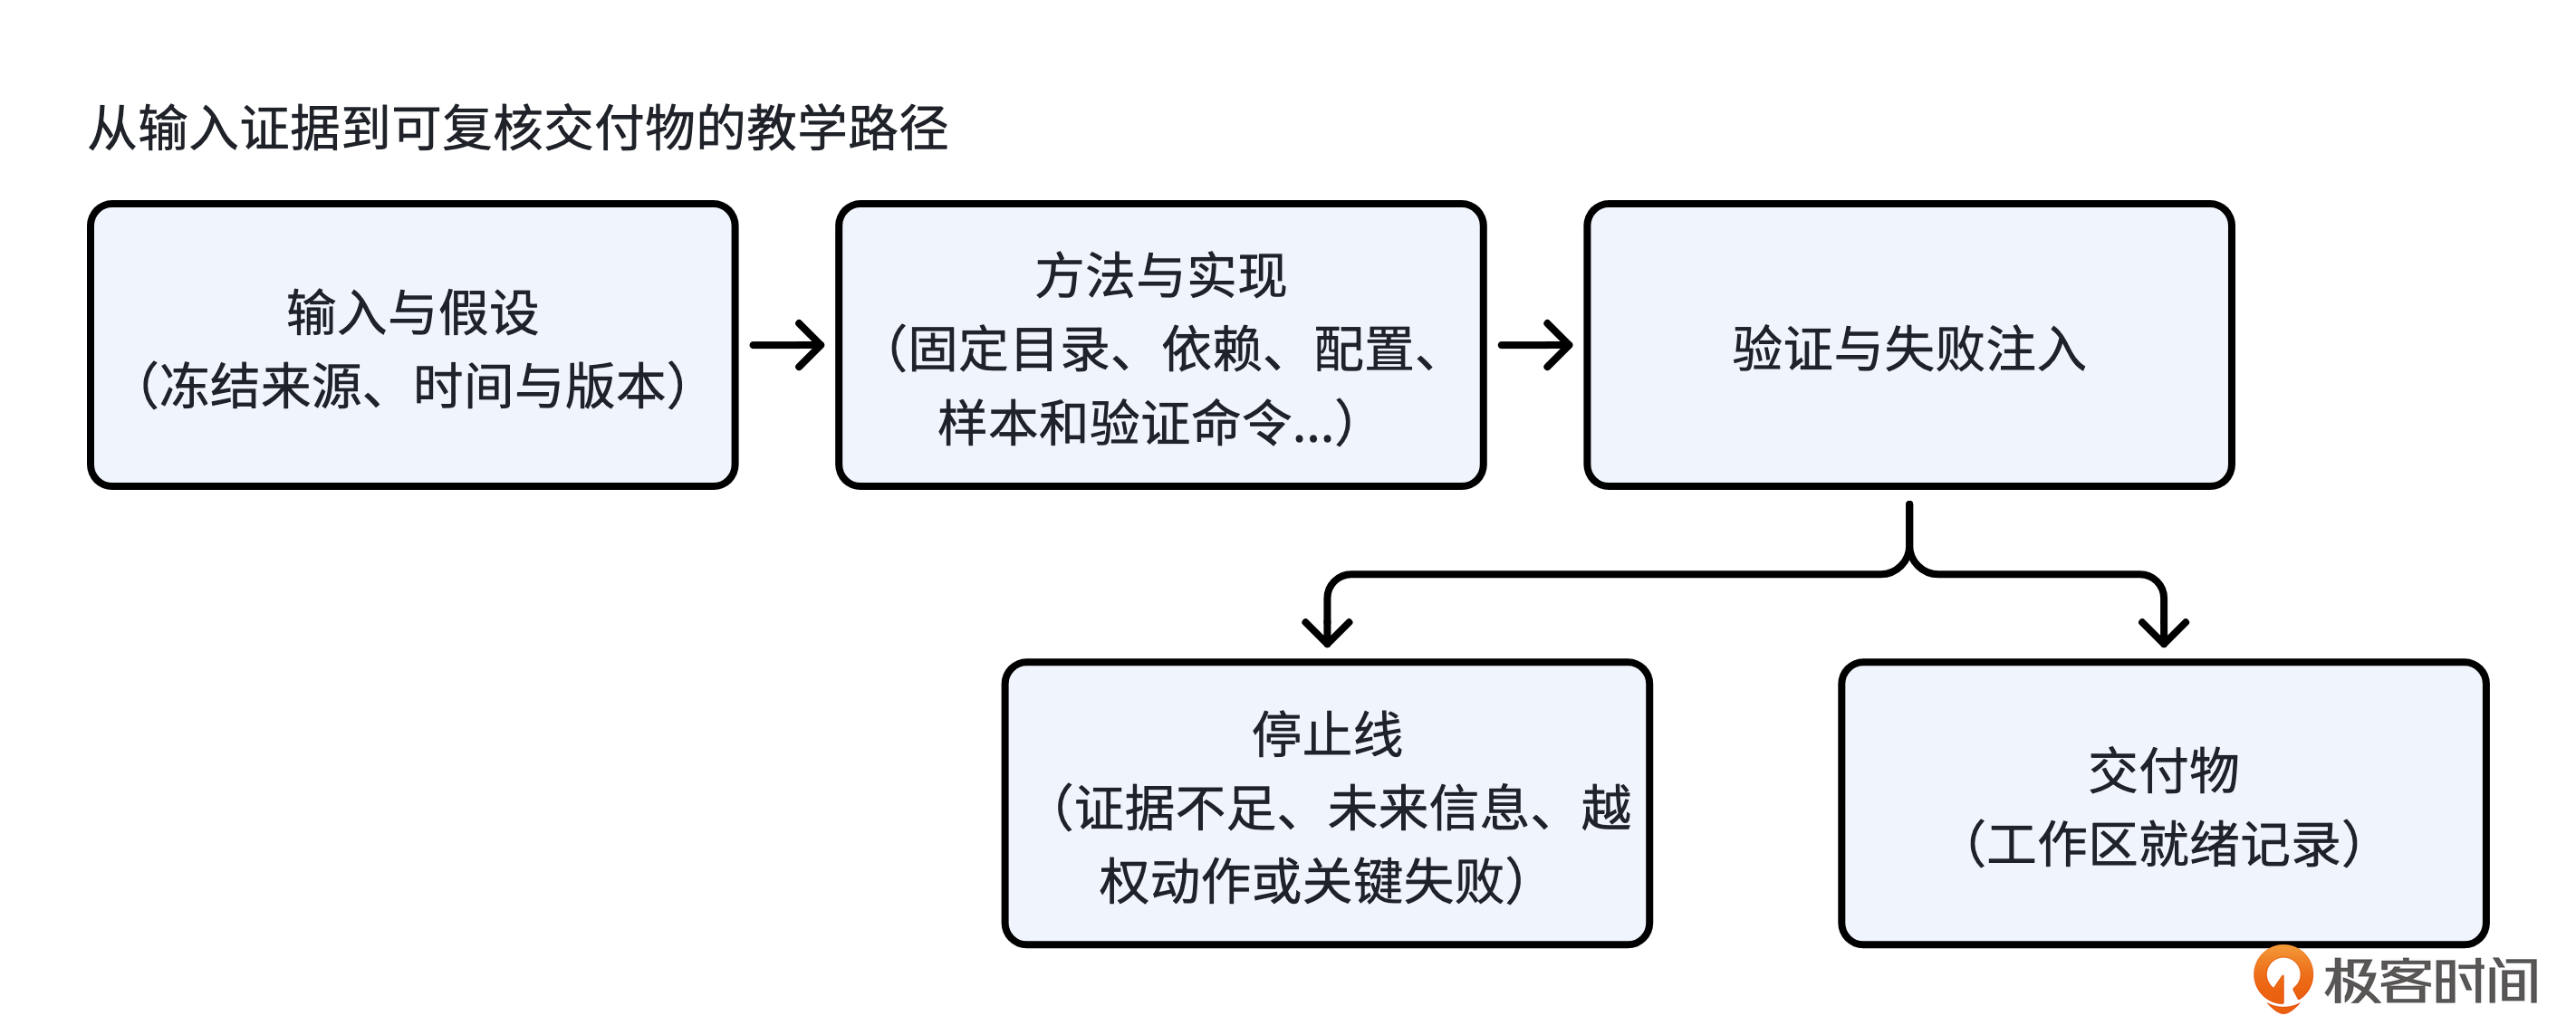 从输入证据到可复核交付物的教学路径
输入与假设
（冻结来源、时间与版本）
方法与实现
（固定目录、依赖、配置、
样本和验证命令...）
验证与失败注入
停止线
（证据不足、未来信息、越
权动作或关键失败）
交付物
（工作区就绪记录）
极客时间